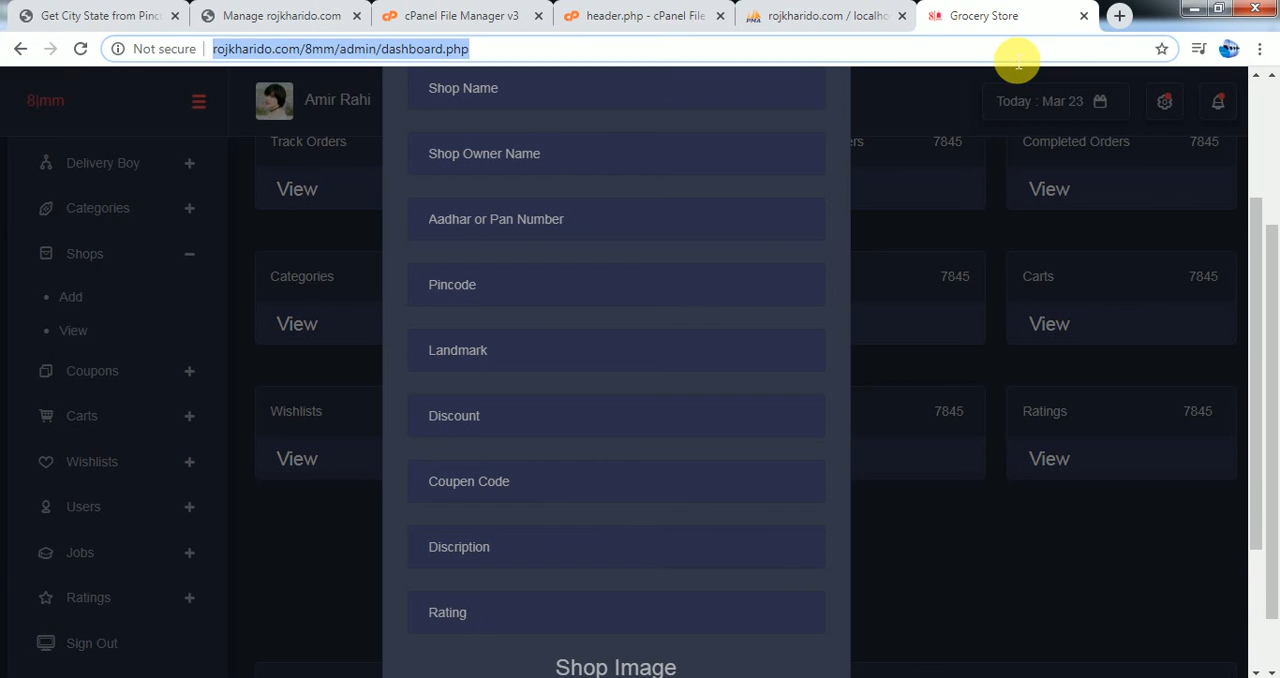 Get City State from Pinc
Manage rojkharido.com
cPanel File Manager v3
header.php - cPanel File
rojkharido.com / localho
Grocery Store
Not secure
rojkharido.com/8mm/admin/dashboard.php
8|mm
Amir Rahi
Today : Mar 23
Delivery Boy
Categories
Shops
Add
View
Coupons
Carts
Wishlists
Users
Jobs
Ratings
Sign Out
Track Orders
View
ers 7845
Completed Orders 7845
View
Categories
View
7845
Carts 7845
View
Wishlists
View
7845
Ratings 7845
View
Shop Name
Shop Owner Name
Aadhar or Pan Number
Pincode
Landmark
Discount
Coupen Code
Discription
Rating
Shop Image